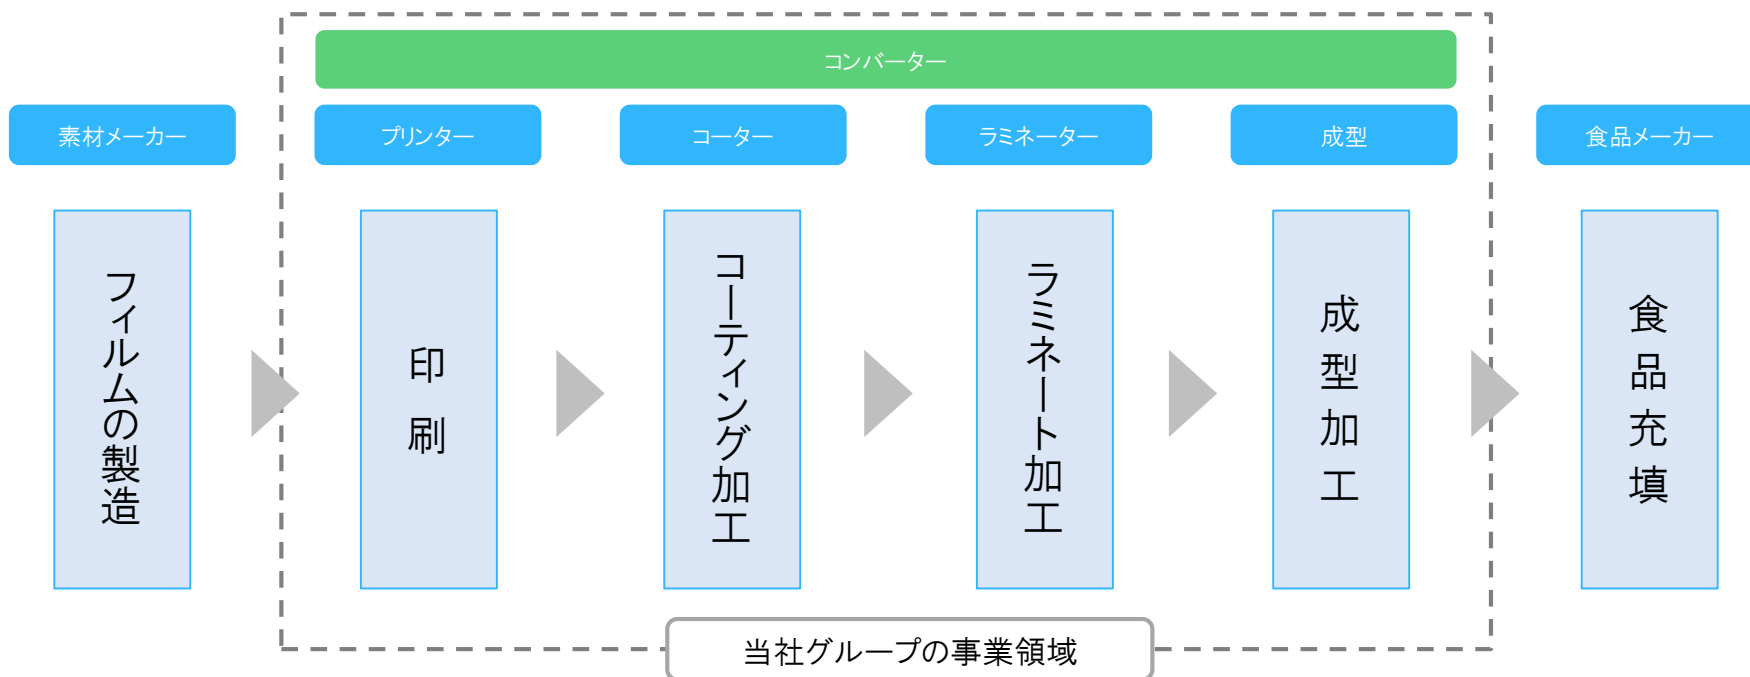 コンバーター
素材メーカー
プリンター
コーター
ラミネーター
成型
食品メーカー
フィルムの製造
印刷
コーティング加工
ラミネート加工
成型加工
食品充填
当社グループの事業領域